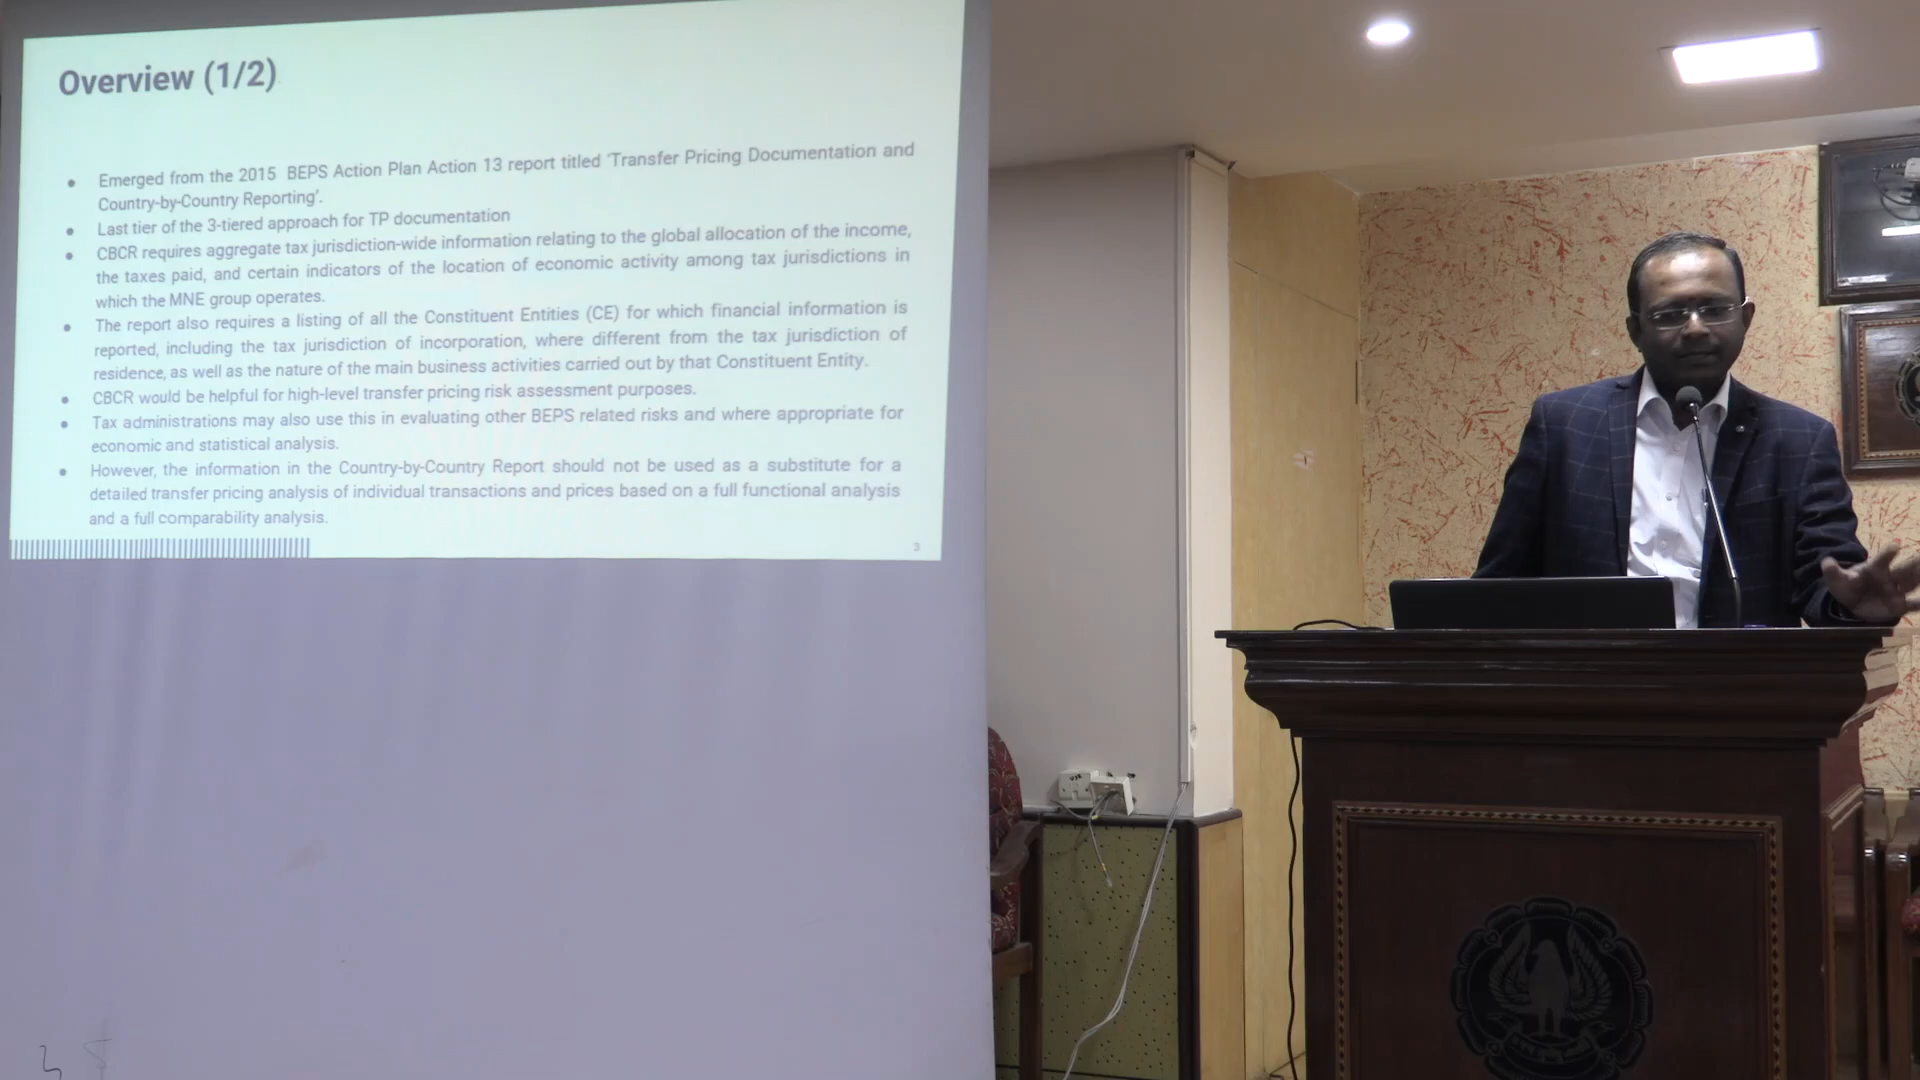 Overview (1/2)
• Emerged from the 2015 BEPS Action Plan Action 13 report titled 'Transfer Pricing Documentation and
Country-by-Country Reporting'.
• Last tier of the 3-tiered approach for TP documentation
• CBCR requires aggregate tax jurisdiction-wide information relating to the global allocation of the income,
the taxes paid, and certain indicators of the location of economic activity among tax jurisdictions in
which the MNE group operates.
• The report also requires a listing of all the Constituent Entities (CE) for which financial information is
reported, including the tax jurisdiction of incorporation, where different from the tax jurisdiction of
residence, as well as the nature of the main business activities carried out by that Constituent Entity.
• CBCR would be helpful for high-level transfer pricing risk assessment purposes.
• Tax administrations may also use this in evaluating other BEPS related risks and where appropriate for
economic and statistical analysis.
• However, the information in the Country-by-Country Report should not be used as a substitute for a
detailed transfer pricing analysis of individual transactions and prices based on a full functional analysis
and a full comparability analysis.
3